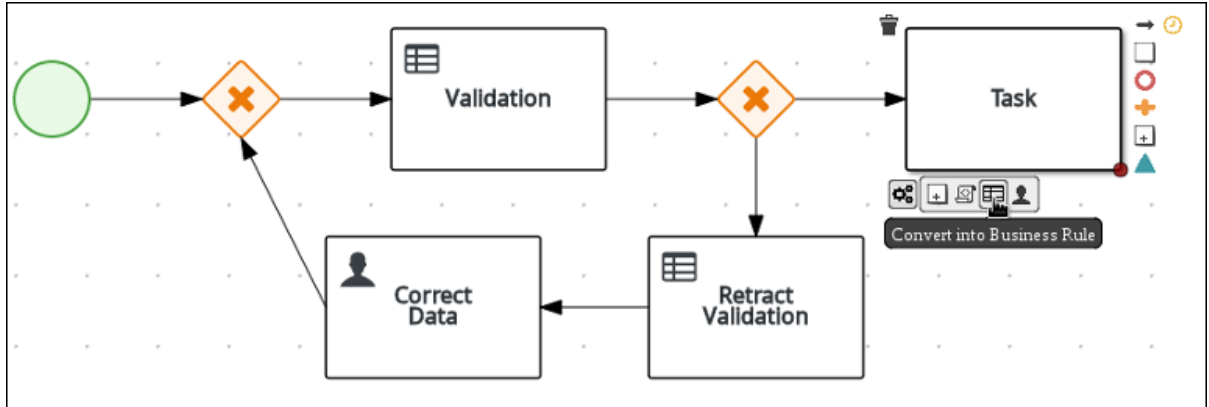 Validation
Task
Convert into Business Rule
Correct
Data
Retract
Validation